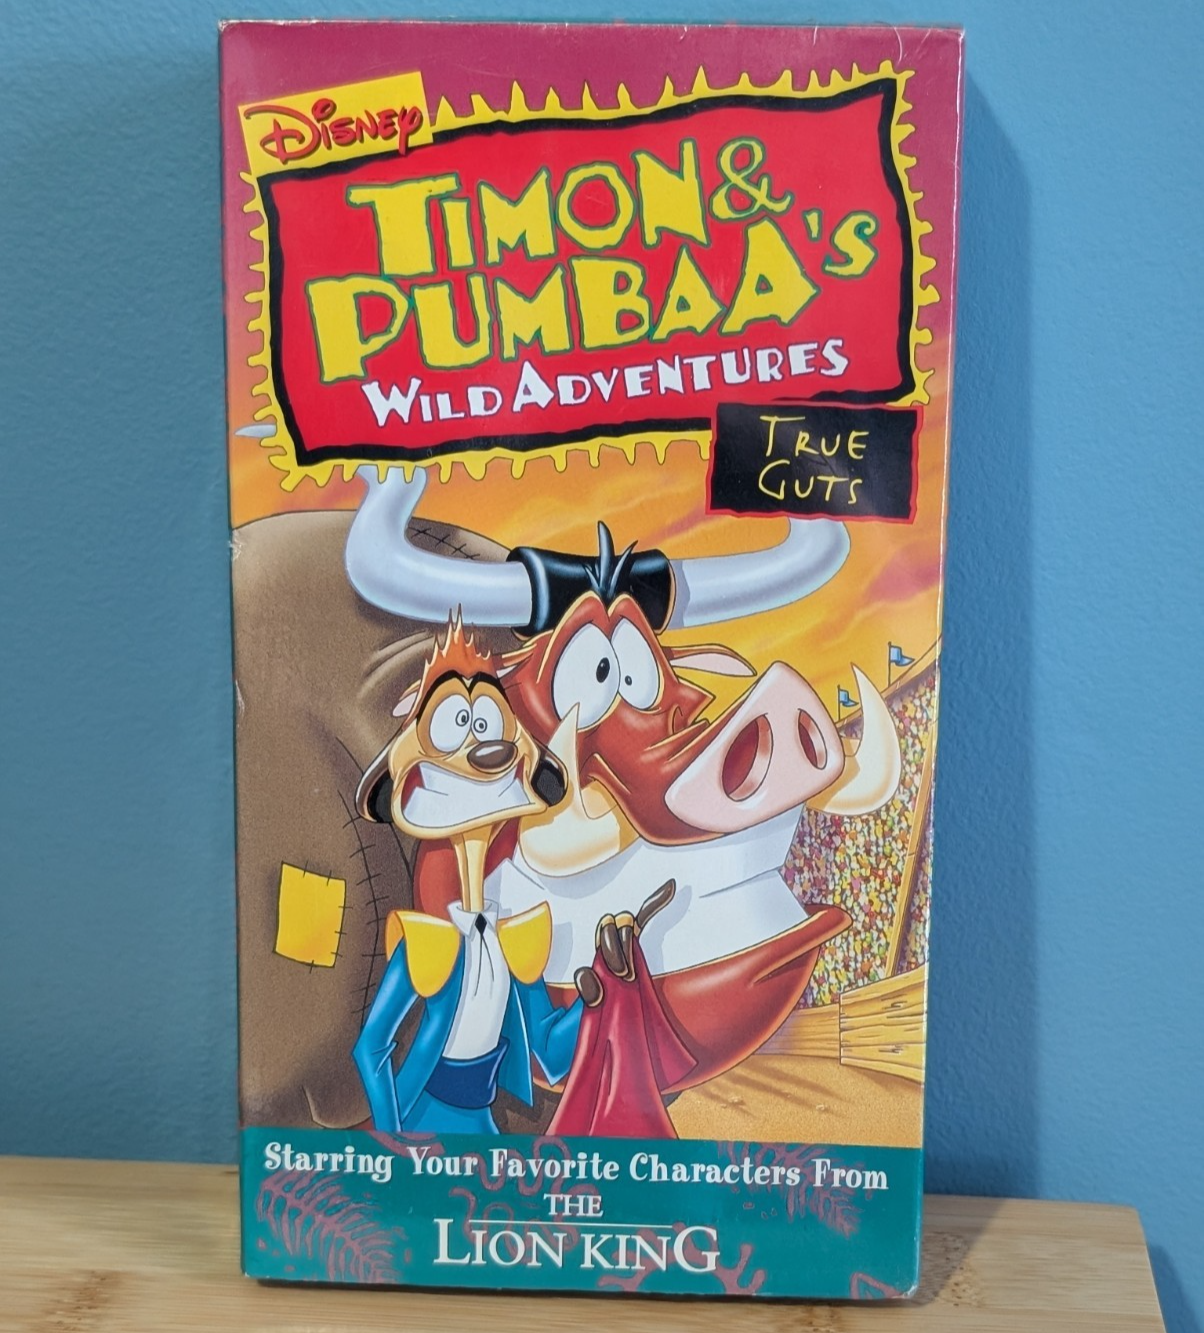 DISNEY
TIMON &
PUMBAA'S
WILD ADVENTURES
TRUE
GUTS
Starring Your Favorite Characters From
THE
LION KING